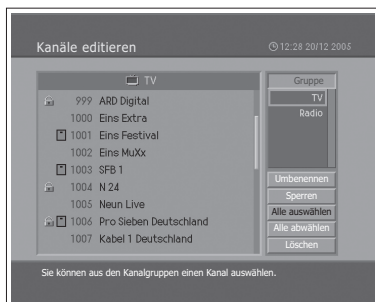 Kanäle editieren
12:28 20/12 2005
TV
999 ARD Digital
1000 Eins Extra
1001 Eins Festival
1002 Eins MuXx
1003 SFB 1
1004 N 24
1005 Neun Live
1006 Pro Sieben Deutschland
1007 Kabel 1 Deutschland
Gruppe
TV
Radio
Umbenennen
Sperren
Alle auswählen
Alle abwählen
Löschen
Sie können aus den Kanalgruppen einen Kanal auswählen.